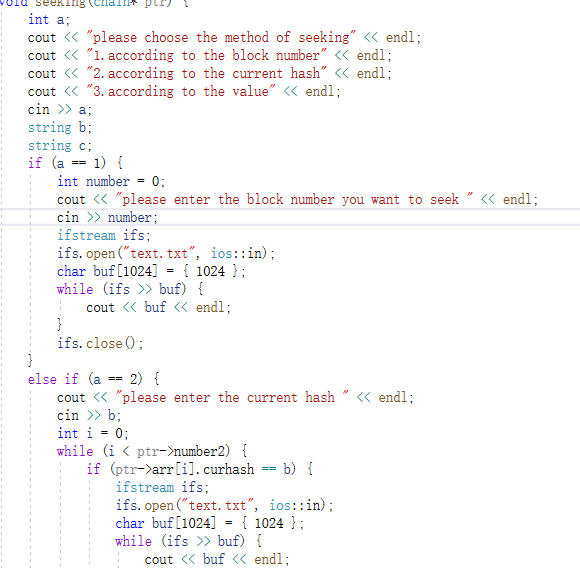 void seeking(chain* ptr) {
int a;
cout << "please choose the method of seeking" << endl;
cout << "1.according to the block number" << endl;
cout << "2.according to the current hash" << endl;
cout << "3.according to the value" << endl;
cin >> a;
string b;
string c;
if (a == 1) {
int number = 0;
cout << "please enter the block number you want to seek " << endl;
cin >> number;
ifstream ifs;
ifs.open("text.txt", ios::in);
char buf[1024] = { 1024 };
while (ifs >> buf) {
cout << buf << endl;
}
ifs.close();
}
else if (a == 2) {
cout << "please enter the current hash " << endl;
cin >> b;
int i = 0;
while (i < ptr->number2) {
if (ptr->arr[i].curhash == b) {
ifstream ifs;
ifs.open("text.txt", ios::in);
char buf[1024] = { 1024 };
while (ifs >> buf) {
cout << buf << endl;